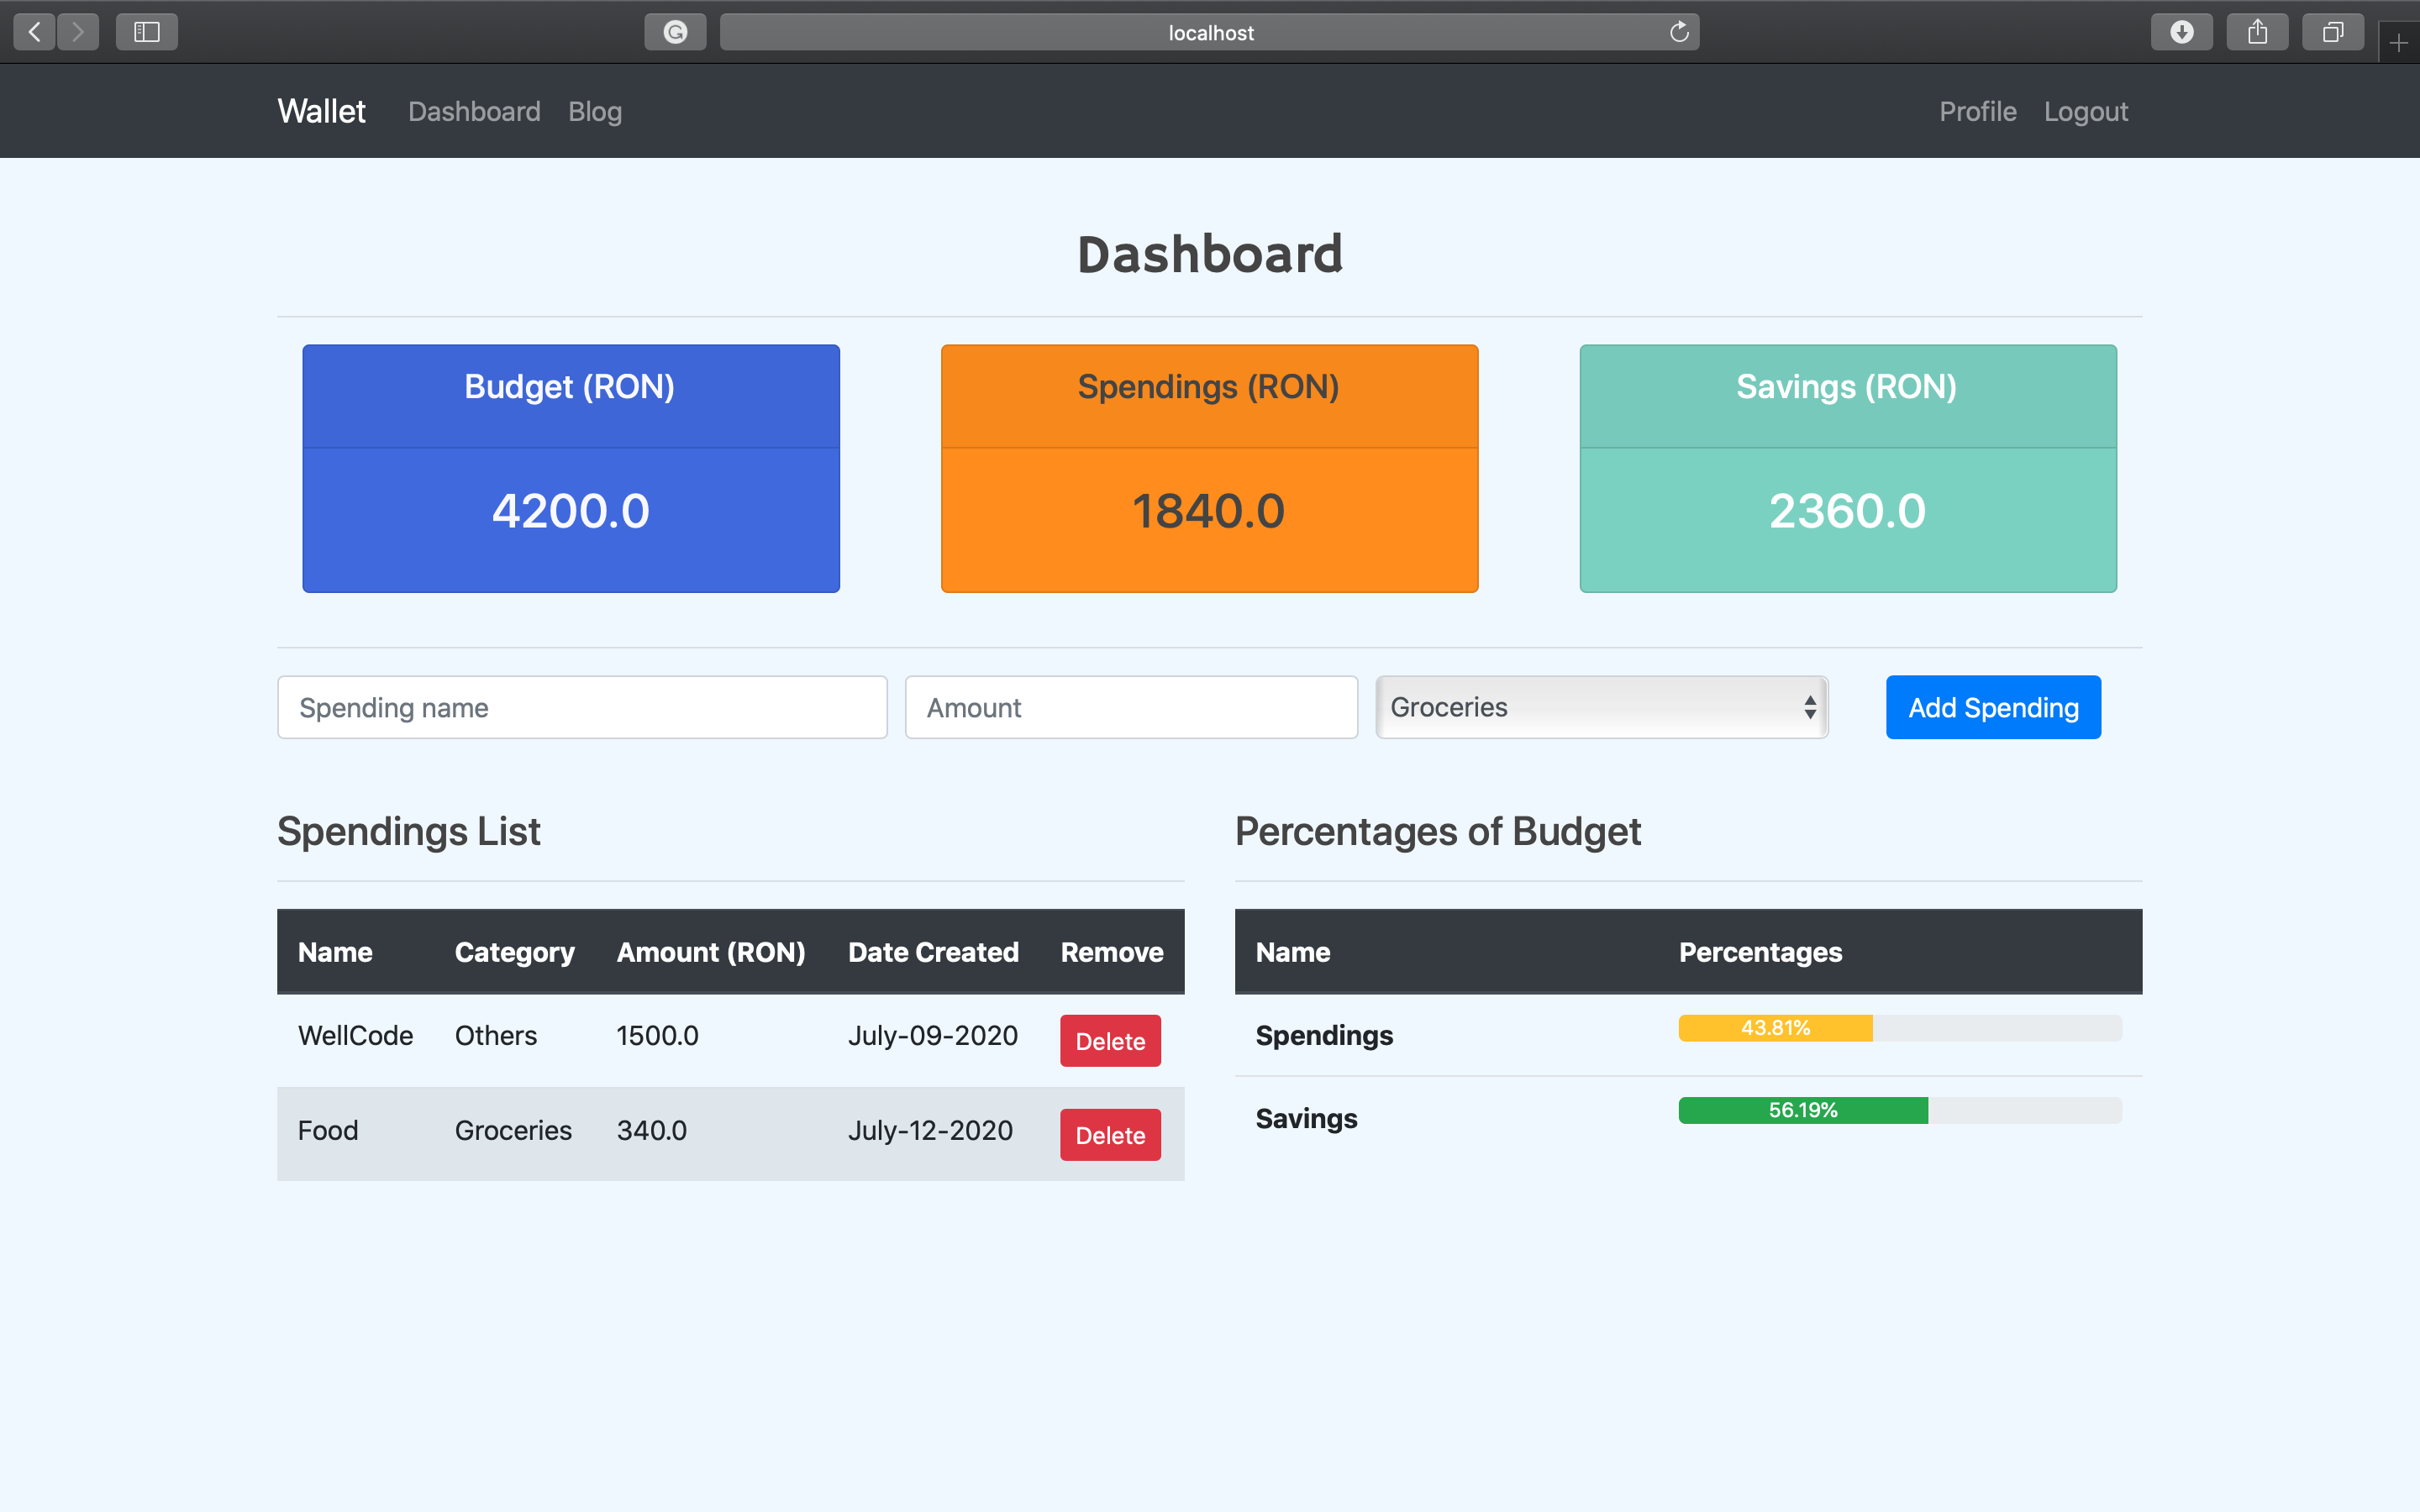 localhost
Wallet Dashboard Blog Profile Logout
Dashboard
Budget (RON) Spendings (RON) Savings (RON)
4200.0 1840.0 2360.0
Spending name Amount Groceries Add Spending
Spendings List Percentages of Budget
Name Category Amount (RON) Date Created Remove Name Percentages
WellCode Others 1500.0 July-09-2020 Delete Spendings 43.81%
Food Groceries 340.0 July-12-2020 Delete Savings 56.19%